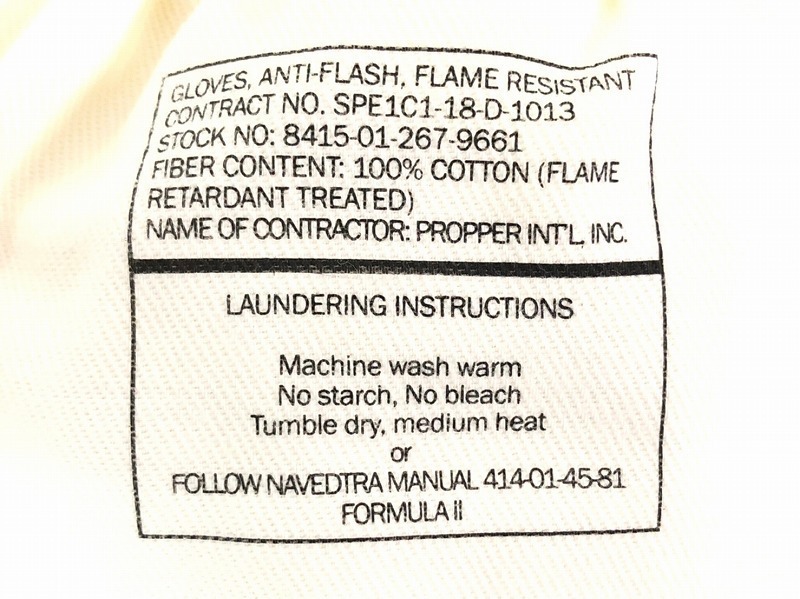 GLOVES, ANTI-FLASH, FLAME RESISTANT
CONTRACT NO. SPE1C1-18-D-1013
STOCK NO: 8415-01-267-9661
FIBER CONTENT: 100% COTTON (FLAME
RETARDANT TREATED)
NAME OF CONTRACTOR: PROPPER INT'L, INC.
LAUNDERING INSTRUCTIONS
Machine wash warm
No starch, No bleach
Tumble dry, medium heat
or
FOLLOW NAVEDTRA MANUAL 414-01-45-81
FORMULA II